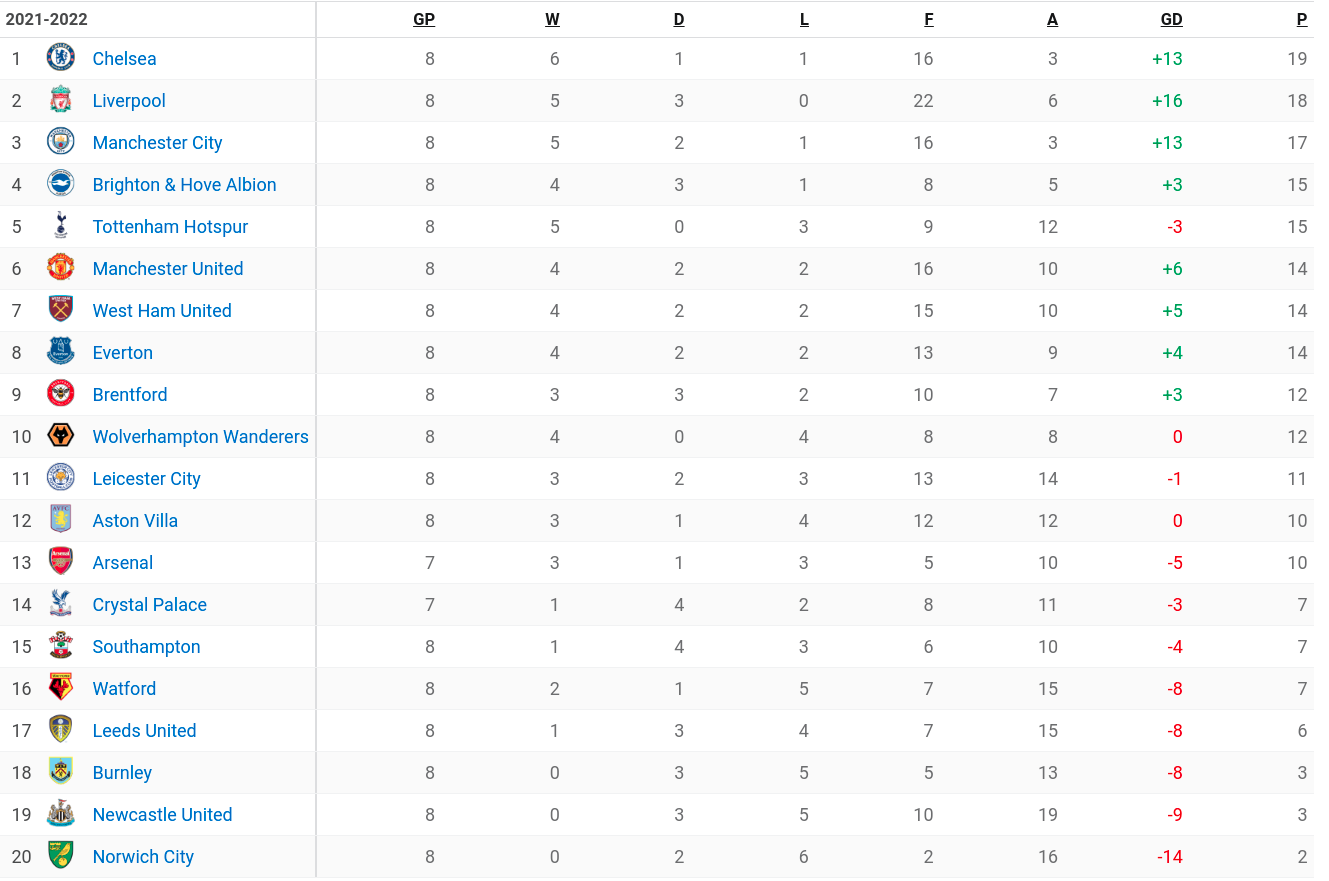 2021-2022 GP W D L F A GD P
1 Chelsea 8 6 1 1 16 3 +13 19
2 Liverpool 8 5 3 0 22 6 +16 18
3 Manchester City 8 5 2 1 16 3 +13 17
4 Brighton & Hove Albion 8 4 3 1 8 5 +3 15
5 Tottenham Hotspur 8 5 0 3 9 12 -3 15
6 Manchester United 8 4 2 2 16 10 +6 14
7 West Ham United 8 4 2 2 15 10 +5 14
8 Everton 8 4 2 2 13 9 +4 14
9 Brentford 8 3 3 2 10 7 +3 12
10 Wolverhampton Wanderers 8 4 0 4 8 8 0 12
11 Leicester City 8 3 2 3 13 14 -1 11
12 Aston Villa 8 3 1 4 12 12 0 10
13 Arsenal 7 3 1 3 5 10 -5 10
14 Crystal Palace 7 1 4 2 8 11 -3 7
15 Southampton 8 1 4 3 6 10 -4 7
16 Watford 8 2 1 5 7 15 -8 7
17 Leeds United 8 1 3 4 7 15 -8 6
18 Burnley 8 0 3 5 5 13 -8 3
19 Newcastle United 8 0 3 5 10 19 -9 3
20 Norwich City 8 0 2 6 2 16 -14 2